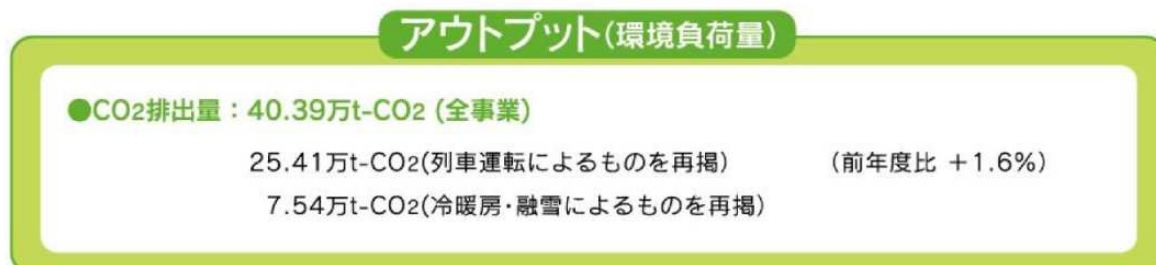 アウトプット(環境負荷量)
●CO2排出量：40.39万t-CO2 (全事業)
25.41万t-CO2(列車運転によるものを再掲) (前年度比 +1.6%)
7.54万t-CO2(冷暖房・融雪によるものを再掲)